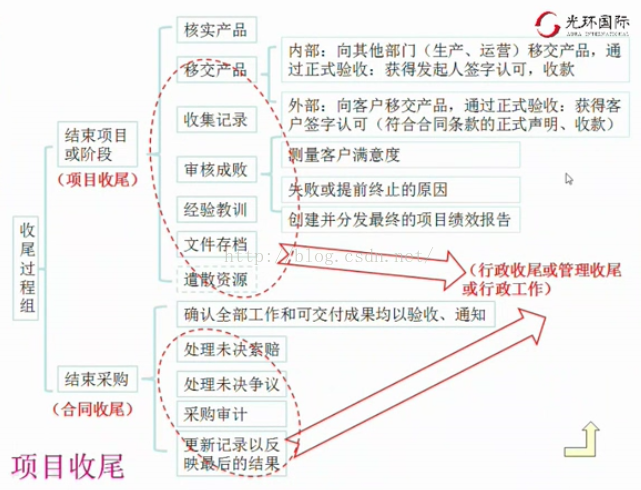 光环国际
AURA INTERNATIONAL
核实产品
移交产品
内部：向其他部门（生产、运营）移交产品，通
过正式验收：获得发起人签字认可，收款
外部：向客户移交产品，通过正式验收：获得客
户签字认可（符合合同条款的正式声明、收款）
收集记录
结束项目
或阶段
（项目收尾）
审核成败
测量客户满意度
失败或提前终止的原因
创建并分发最终的项目绩效报告
经验教训
文件存档
http://blog.csdn.net/
遣散资源
（行政收尾或管理收尾
或行政工作）
收尾过程组
确认全部工作和可交付成果均以验收、通知
处理未决索赔
结束采购
（合同收尾）
处理未决争议
采购审计
更新记录以反
映最后的结果
项目收尾